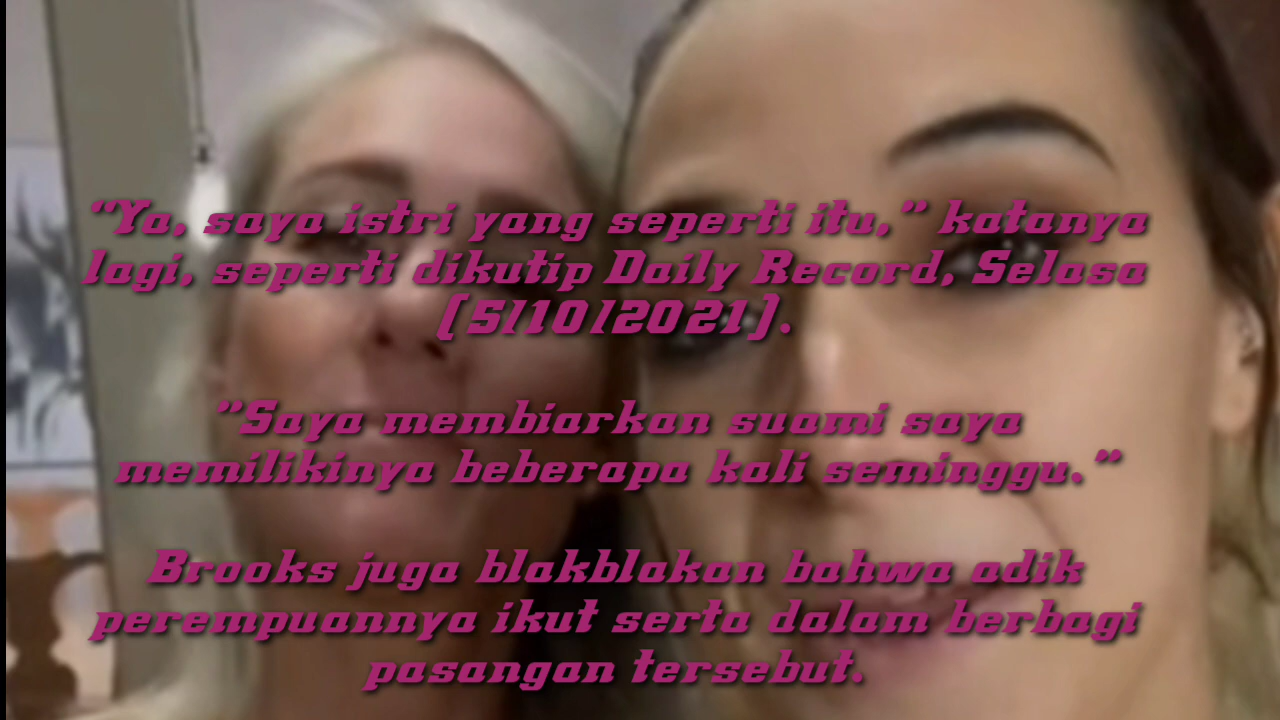 “Ya, saya istri yang seperti itu,” katanya
lagi, seperti dikutip Daily Record, Selasa
(5/10/2021).
"Saya membiarkan suami saya
memilikinya beberapa kali seminggu.”
Brooks juga blakblakan bahwa adik
perempuannya ikut serta dalam berbagi
pasangan tersebut.